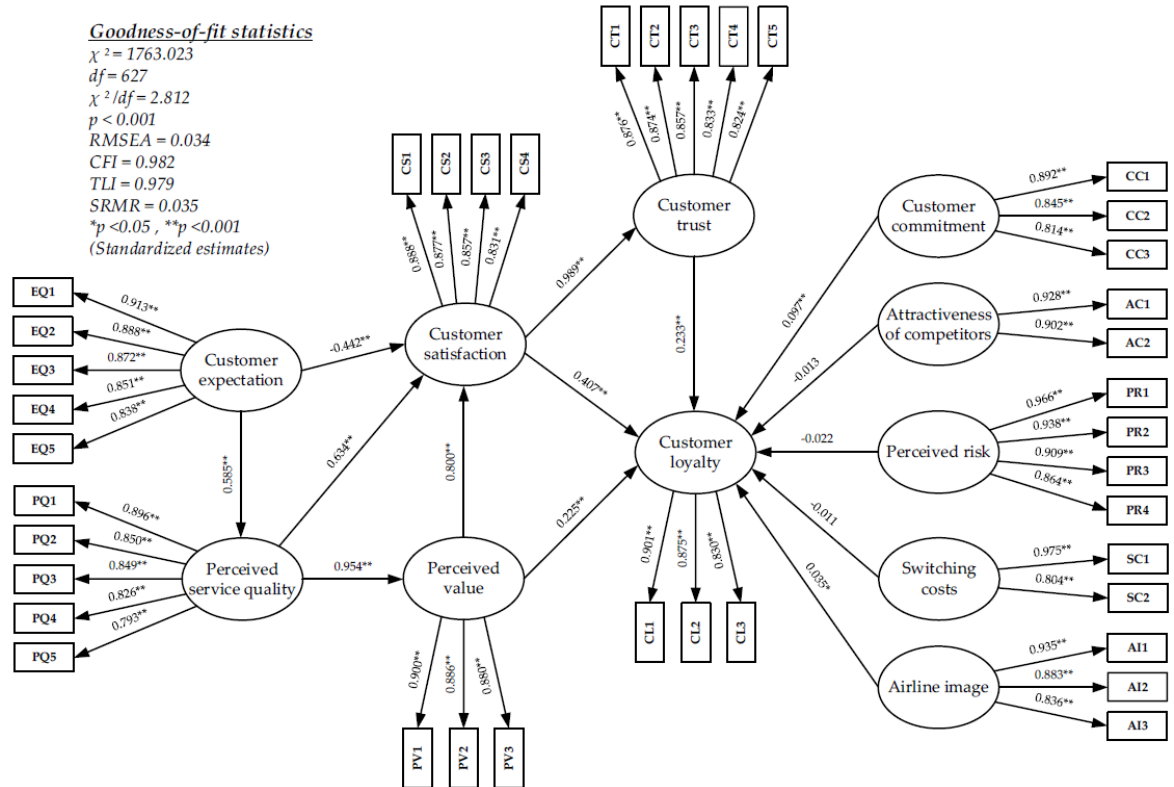 Goodness-of-fit statistics
χ ² = 1763.023
df = 627
χ ² /df = 2.812
p < 0.001
RMSEA = 0.034
CFI = 0.982
TLI = 0.979
SRMR = 0.035
*p <0.05 , **p <0.001
(Standardized estimates)
CT1
CT2
CT3
CT4
CT5
0.876**
0.874**
0.857**
0.833**
0.824**
Customer
trust
CS1
CS2
CS3
CS4
0.888**
0.877**
0.857**
0.831**
Customer
satisfaction
0.989**
0.233**
0.407**
EQ1
EQ2
EQ3
EQ4
EQ5
0.913**
0.888**
0.872**
0.851**
0.838**
Customer
expectation
-0.442**
0.585**
0.634**
0.800**
PQ1
PQ2
PQ3
PQ4
PQ5
0.896**
0.850**
0.849**
0.826**
0.793**
Perceived
service quality
0.954**
Perceived
value
0.225**
0.900**
0.886**
0.880**
PV1
PV2
PV3
Customer
loyalty
0.901**
0.875**
0.830**
CL1
CL2
CL3
Customer
commitment
0.097**
0.892**
0.845**
0.814**
CC1
CC2
CC3
Attractiveness
of competitors
-0.013
0.928**
0.902**
AC1
AC2
Perceived risk
-0.022
0.966**
0.938**
0.909**
0.864**
PR1
PR2
PR3
PR4
Switching
costs
-0.011
0.975**
0.804**
SC1
SC2
Airline image
0.035*
0.935**
0.883**
0.836**
AI1
AI2
AI3